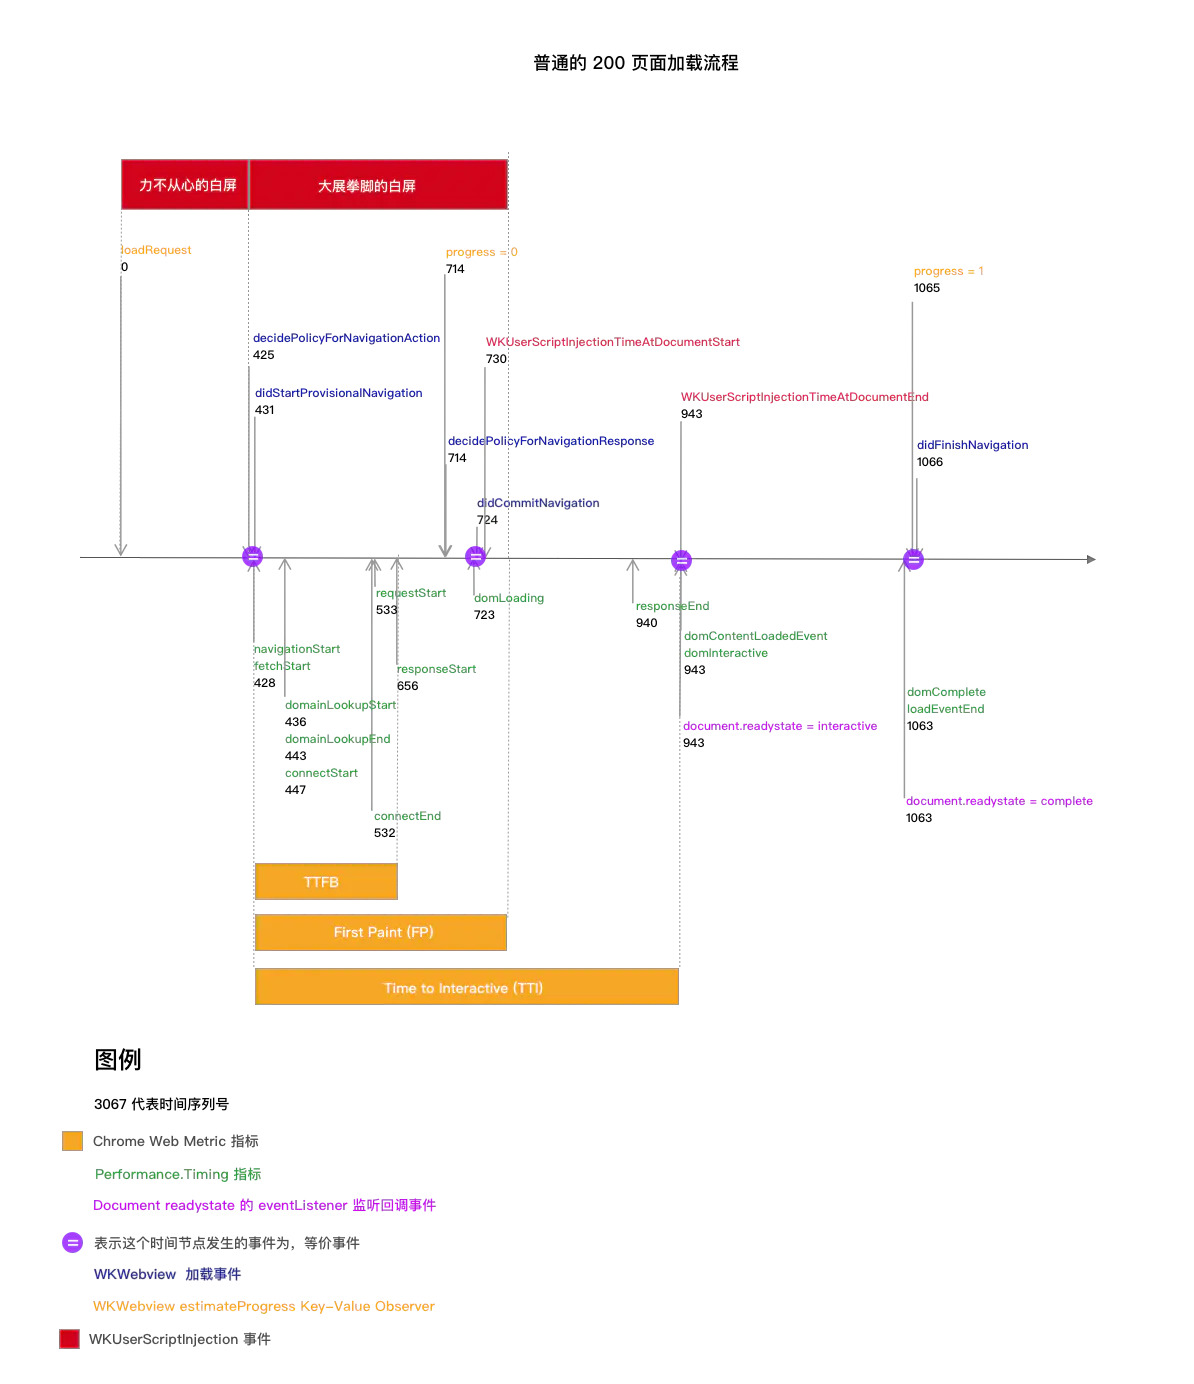 普通的 200 页面加载流程
力不从心的白屏
大展拳脚的白屏
loadRequest
0
progress = 0
714
progress = 1
1065
decidePolicyForNavigationAction
425
WKUserScriptInjectionTimeAtDocumentStart
730
didStartProvisionalNavigation
431
WKUserScriptInjectionTimeAtDocumentEnd
943
decidePolicyForNavigationResponse
714
didFinishNavigation
1066
didCommitNavigation
724
requestStart
533
domLoading
723
responseEnd
940
navigationStart
fetchStart
428
responseStart
656
domContentLoadedEvent
domInteractive
943
domainLookupStart
436
domainLookupEnd
443
connectStart
447
document.readystate = interactive
943
domComplete
loadEventEnd
1063
connectEnd
532
document.readystate = complete
1063
TTFB
First Paint (FP)
Time to Interactive (TTI)
图例
3067 代表时间序列号
Chrome Web Metric 指标
Performance.Timing 指标
Document readystate 的 eventListener 监听回调事件
表示这个时间节点发生的事件为，等价事件
WKWebview 加载事件
WKWebview estimateProgress Key-Value Observer
WKUserScriptInjection 事件